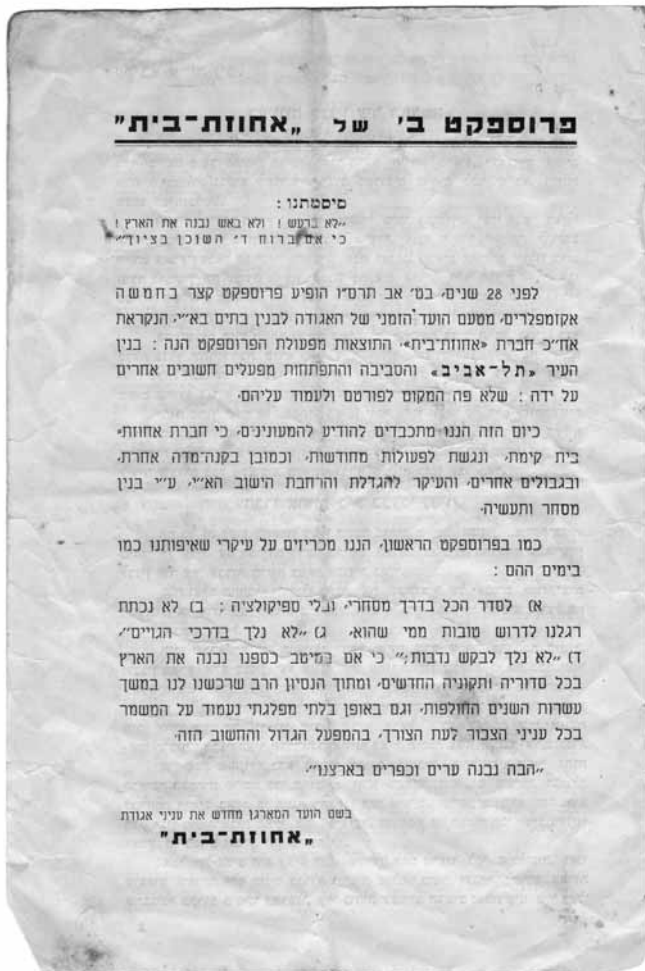 פרוספקט ב׳ של „אחוזת־בית"
סיסמתנו :
„לא ברעש ! ולא באש נבנה את הארץ !
כי אם ברוח ד׳ השוכן בציון".
לפני 28 שנים, בט׳ אב תרס"ו הופיע פרוספקט קצר בחמשה
אקזמפלרים, מטעם הועד הזמני של האגודה לבנין בתים בא"י, הנקראת
אח"כ חברת «אחוזת־בית», התוצאות מפעולת הפרוספקט הנה : בנין
העיר «תל־אביב» והסביבה והתפתחות מפעלים חשובים אחרים
על ידה : שלא פה המקום לפורטם ולעמוד עליהם.
כיום הזה הננו מתכבדים להודיע להמעונינים, כי חברת אחוזת־
בית קימת, ונגשת לפעולות מחודשות, וכמובן בקנה־מדה אחרת,
ובגבולים אחרים, והעיקר להגדלת והרחבת הישוב הא"י, ע"י בנין
מסחר ותעשיה.
כמו בפרוספקט הראשון, הננו מכריזים על עיקרי שאיפותנו כמו
בימים ההם :
א) לסדר הכל בדרך מסחרי, ובלי ספיקולציה ; ב) לא נכתת
רגלנו לדרוש טובות ממי שהוא, ג) „לא נלך בדרכי הגויים",
ד) „לא נלך לבקש נדבות ;" כי אם במיטב כספנו נבנה את הארץ
בכל סדוריה ותקוניה החדשים, ומתוך הנסיון הרב שרכשנו לנו במשך
עשרות השנים החולפות, וגם באופן בלתי מפלגתי נעמוד על המשמר
בכל עניני הצבור לעת הצורך, בהמפעל הגדול והחשוב הזה.
„הבה נבנה ערים וכפרים בארצנו".
בשם הועד המארגן מחדש את עניני אגודת
„אחוזת־בית"